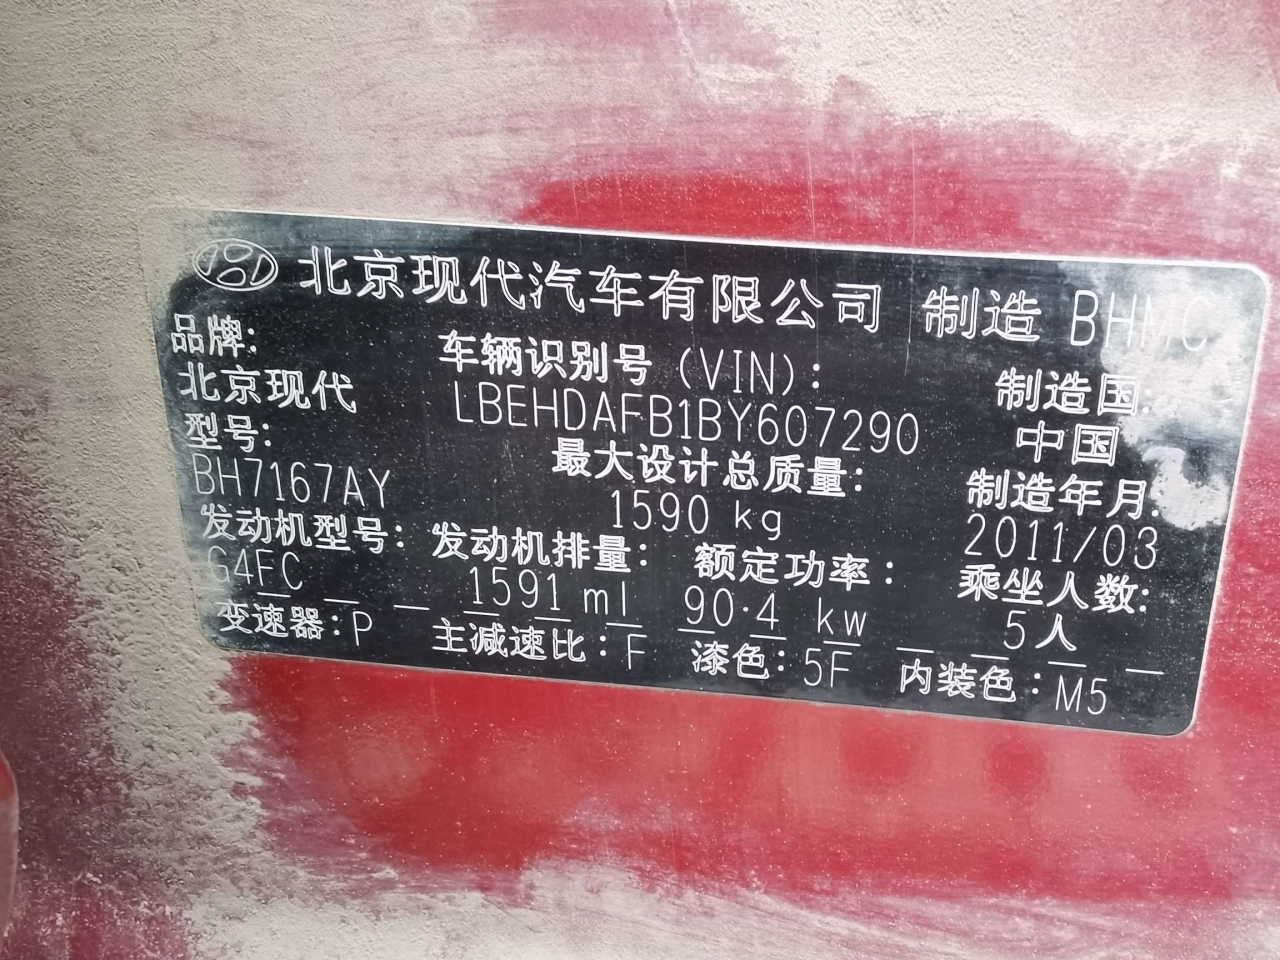 北京现代汽车有限公司 制造 BHMC
品牌: 车辆识别号 (VIN): 制造国:
北京现代 LBEHDAFB1BY607290 中国
型号: 最大设计总质量: 制造年月:
BH7167AY 1590 kg 2011/03
发动机型号: 发动机排量: 额定功率: 乘坐人数:
G4FC 1591 ml 90.4 kw 5人
变速器:P 主减速比:F 漆色:5F 内装色:M5